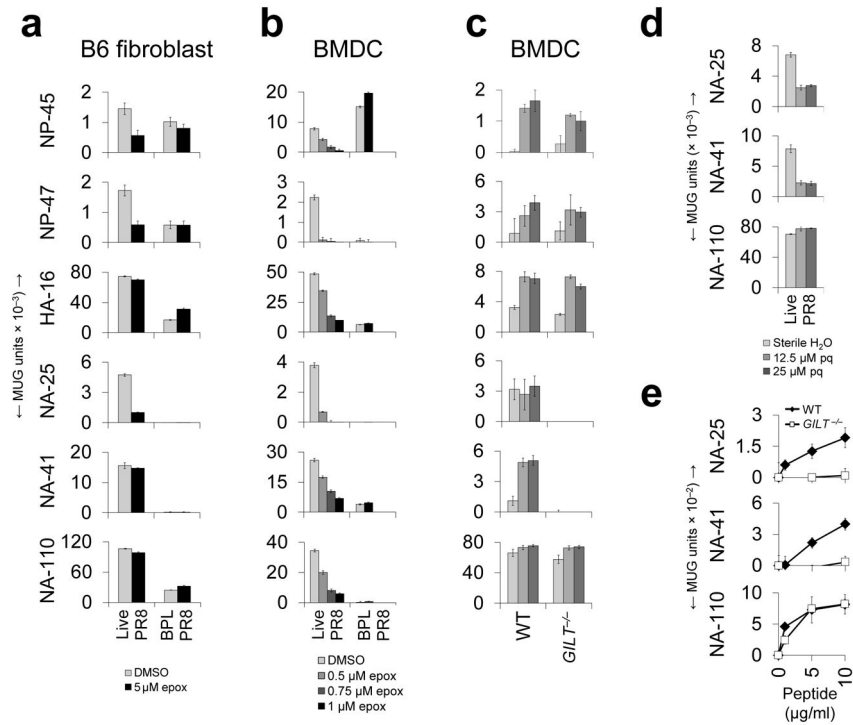 a
B6 fibroblast
← MUG units × 10⁻³) →
NP-45
2
1
0
NP-47
2
1
0
HA-16
80
40
0
NA-25
6
3
0
NA-41
30
15
0
NA-110
120
60
0
Live PR8
BPL PR8
DMSO
5 µM epox
b
BMDC
20
10
0
3
2
1
0
50
25
0
4
2
0
30
15
0
40
20
0
Live PR8
BPL PR8
DMSO
0.5 µM epox
0.75 µM epox
1 µM epox
c
BMDC
2
1
0
6
3
0
8
4
0
6
3
0
6
3
0
80
40
0
WT
GILT⁻/⁻
d
← MUG units (× 10⁻³) →
NA-25
8
4
0
NA-41
10
5
0
NA-110
80
40
0
Live PR8
Sterile H₂O
12.5 µM pq
25 µM pq
e
WT
GILT⁻/⁻
← MUG units × 10⁻²) →
NA-25
3
1.5
0
NA-41
6
3
0
NA-110
10
5
0
0
5
10
Peptide
(µg/ml)